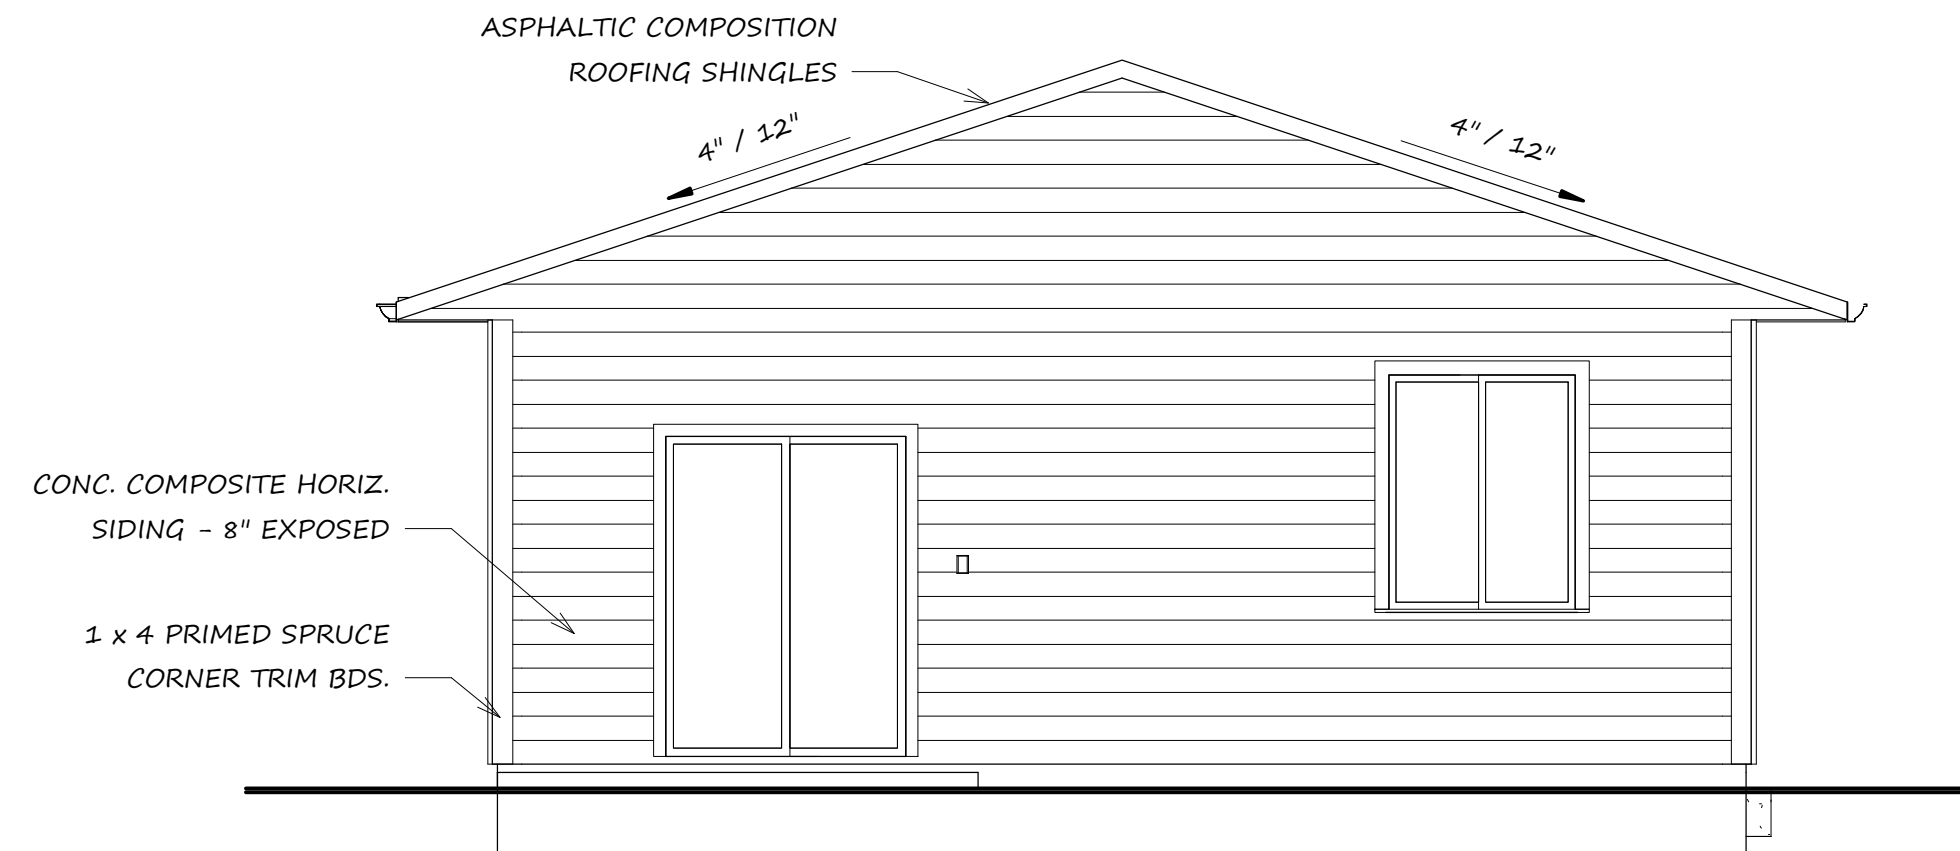 ASPHALTIC COMPOSITION
ROOFING SHINGLES
4" / 12"
4" / 12"
CONC. COMPOSITE HORIZ.
SIDING - 8" EXPOSED
1 x 4 PRIMED SPRUCE
CORNER TRIM BDS.